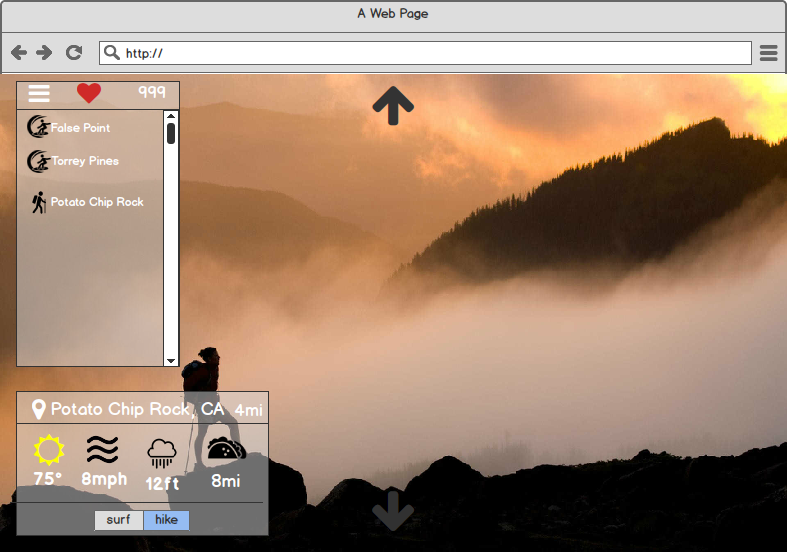 A Web Page
http://
999
False Point
Torrey Pines
Potato Chip Rock
Potato Chip Rock, CA 4mi
75° 8mph 12ft 8mi
surf hike